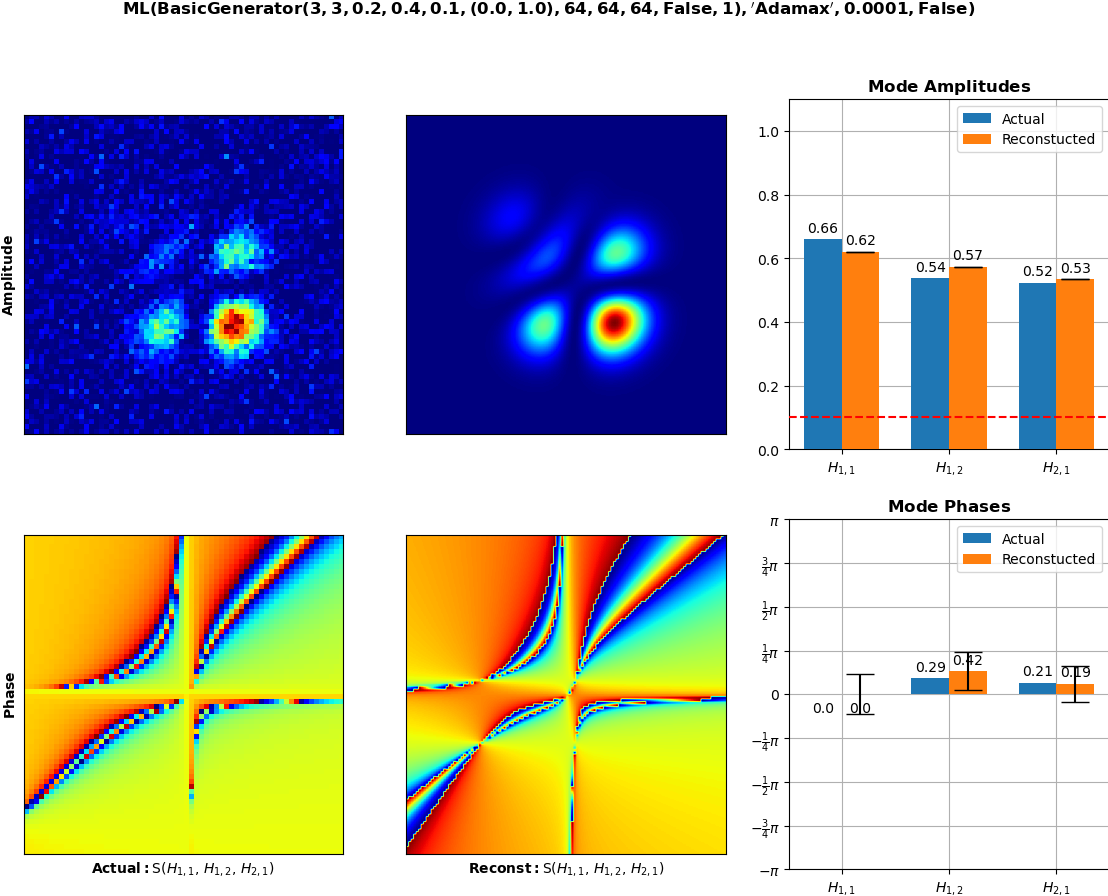 ML(BasicGenerator(3, 3, 0.2, 0.4, 0.1, (0.0, 1.0), 64, 64, 64, False, 1), ′Adamax′, 0.0001, False)
Amplitude
Mode Amplitudes
Actual
Reconstucted
1.0
0.8
0.6
0.4
0.2
0.0
0.66
0.62
0.54
0.57
0.52
0.53
H1,1
H1,2
H2,1
Phase
Actual: S(H1,1, H1,2, H2,1)
Reconst: S(H1,1, H1,2, H2,1)
Mode Phases
Actual
Reconstucted
π
3/4π
1/2π
1/4π
0
−1/4π
−1/2π
−3/4π
−π
0.0
0.0
0.29
0.42
0.21
0.19
H1,1
H1,2
H2,1